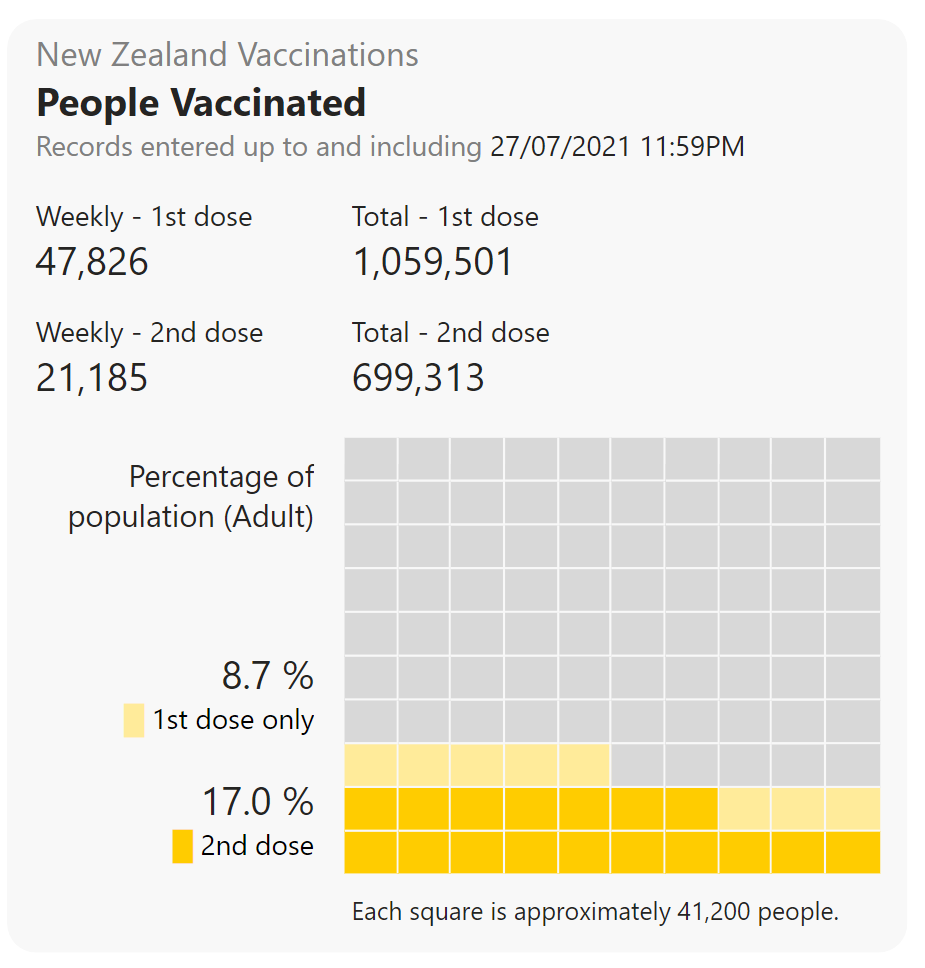 New Zealand Vaccinations
People Vaccinated
Records entered up to and including 27/07/2021 11:59PM
Weekly - 1st dose
47,826
Total - 1st dose
1,059,501
Weekly - 2nd dose
21,185
Total - 2nd dose
699,313
Percentage of
population (Adult)
8.7 %
1st dose only
17.0 %
2nd dose
Each square is approximately 41,200 people.